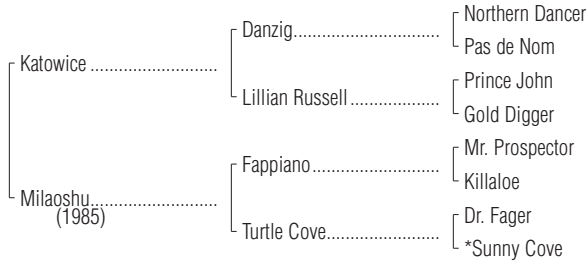 Northern Dancer
Danzig
Pas de Nom
Katowice
Prince John
Lillian Russell
Gold Digger
Mr. Prospector
Fappiano
Killaloe
Milaoshu
(1985)
Dr. Fager
Turtle Cove
*Sunny Cove